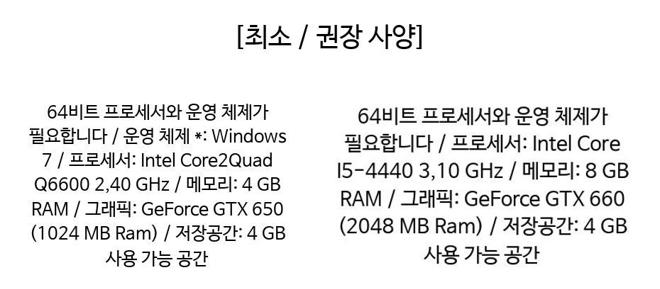 [최소 / 권장 사양]
64비트 프로세서와 운영 체제가
필요합니다 / 운영 체제 *: Windows
7 / 프로세서: Intel Core2Quad
Q6600 2,40 GHz / 메모리: 4 GB
RAM / 그래픽: GeForce GTX 650
(1024 MB Ram) / 저장공간: 4 GB
사용 가능 공간
64비트 프로세서와 운영 체제가
필요합니다 / 프로세서: Intel Core
I5-4440 3,10 GHz / 메모리: 8 GB
RAM / 그래픽: GeForce GTX 660
(2048 MB Ram) / 저장공간: 4 GB
사용 가능 공간